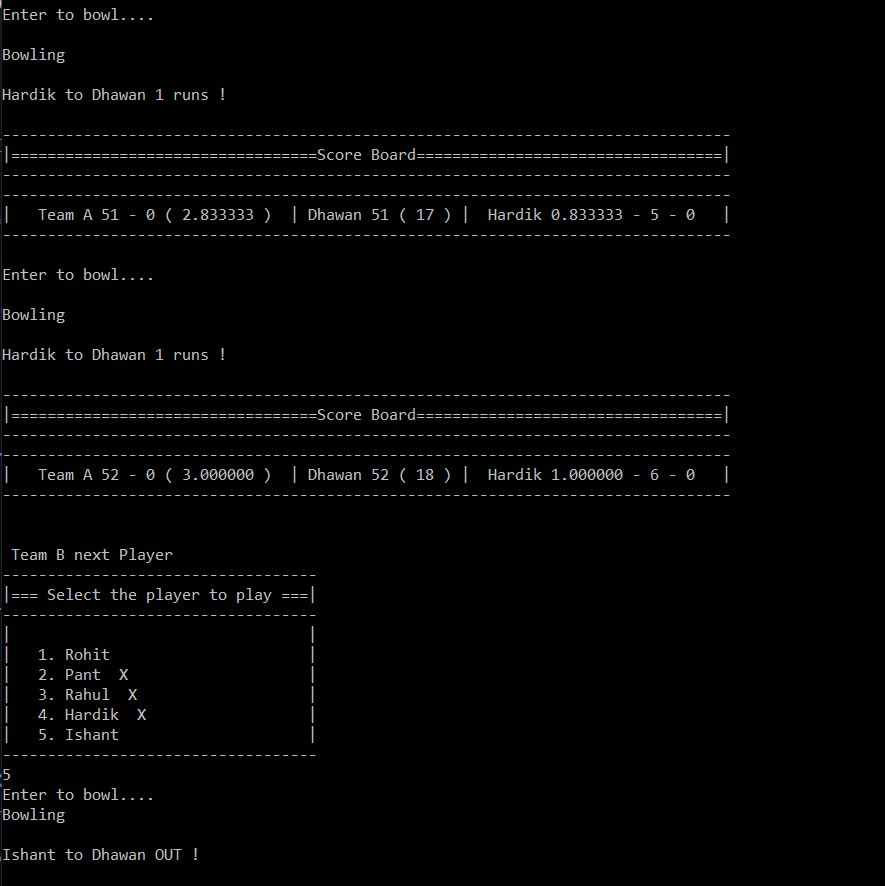 Enter to bowl....
Bowling
Hardik to Dhawan 1 runs !
---------------------------------------------------------------------------------
|==================================Score Board==================================|
---------------------------------------------------------------------------------
---------------------------------------------------------------------------------
|   Team A 51 - 0 ( 2.833333 )  | Dhawan 51 ( 17 ) |  Hardik 0.833333 - 5 - 0   |
---------------------------------------------------------------------------------
Enter to bowl....
Bowling
Hardik to Dhawan 1 runs !
---------------------------------------------------------------------------------
|==================================Score Board==================================|
---------------------------------------------------------------------------------
---------------------------------------------------------------------------------
|   Team A 52 - 0 ( 3.000000 )  | Dhawan 52 ( 18 ) |  Hardik 1.000000 - 6 - 0   |
---------------------------------------------------------------------------------
Team B next Player
-----------------------------------
|=== Select the player to play ===|
-----------------------------------
|                                 |
|   1. Rohit                      |
|   2. Pant  X                    |
|   3. Rahul  X                   |
|   4. Hardik  X                  |
|   5. Ishant                     |
-----------------------------------
5
Enter to bowl....
Bowling
Ishant to Dhawan OUT !